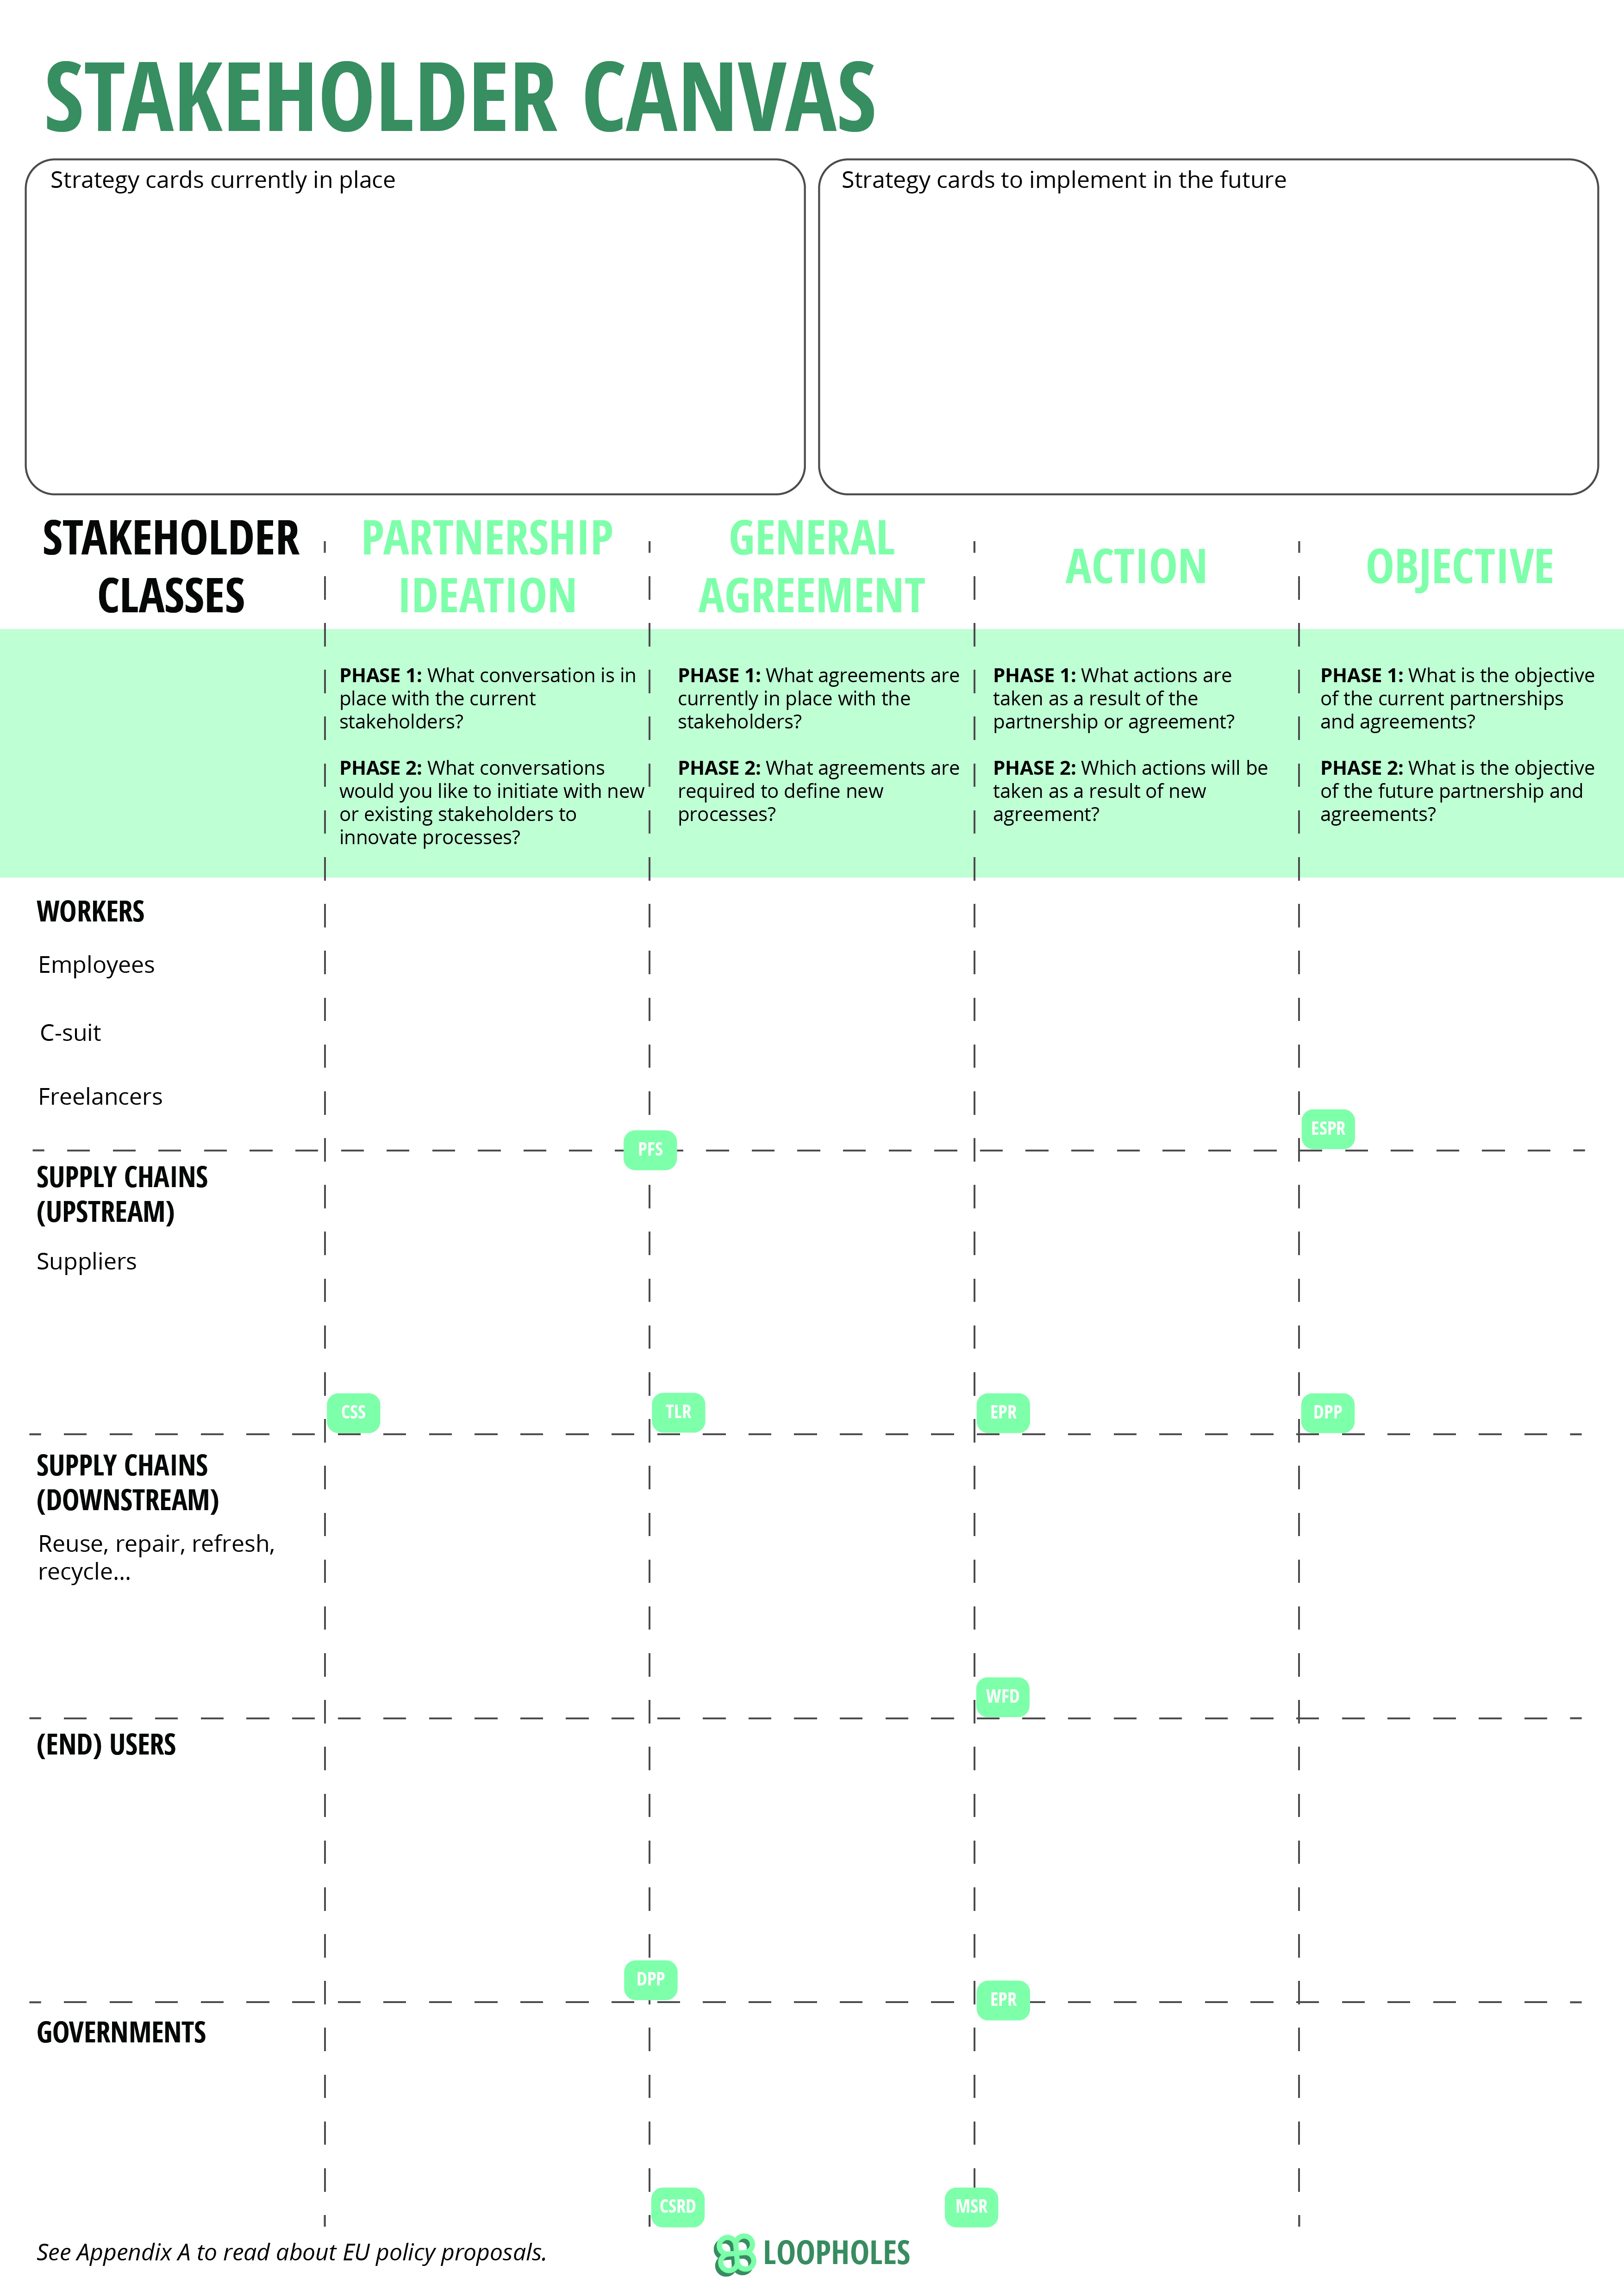 STAKEHOLDER CANVAS
Strategy cards currently in place
Strategy cards to implement in the future
STAKEHOLDER
CLASSES
PARTNERSHIP
IDEATION
GENERAL
AGREEMENT
ACTION
OBJECTIVE
PHASE 1: What conversation is in
place with the current
stakeholders?
PHASE 2: What conversations
would you like to initiate with new
or existing stakeholders to
innovate processes?
PHASE 1: What agreements are
currently in place with the
stakeholders?
PHASE 2: What agreements are
required to define new
processes?
PHASE 1: What actions are
taken as a result of the
partnership or agreement?
PHASE 2: Which actions will be
taken as a result of new
agreement?
PHASE 1: What is the objective
of the current partnerships
and agreements?
PHASE 2: What is the objective
of the future partnership and
agreements?
WORKERS
Employees
C-suit
Freelancers
ESPR
PFS
SUPPLY CHAINS
(UPSTREAM)
Suppliers
CSS
TLR
EPR
DPP
SUPPLY CHAINS
(DOWNSTREAM)
Reuse, repair, refresh,
recycle...
WFD
(END) USERS
DPP
EPR
GOVERNMENTS
CSRD
MSR
See Appendix A to read about EU policy proposals.
LOOPHOLES